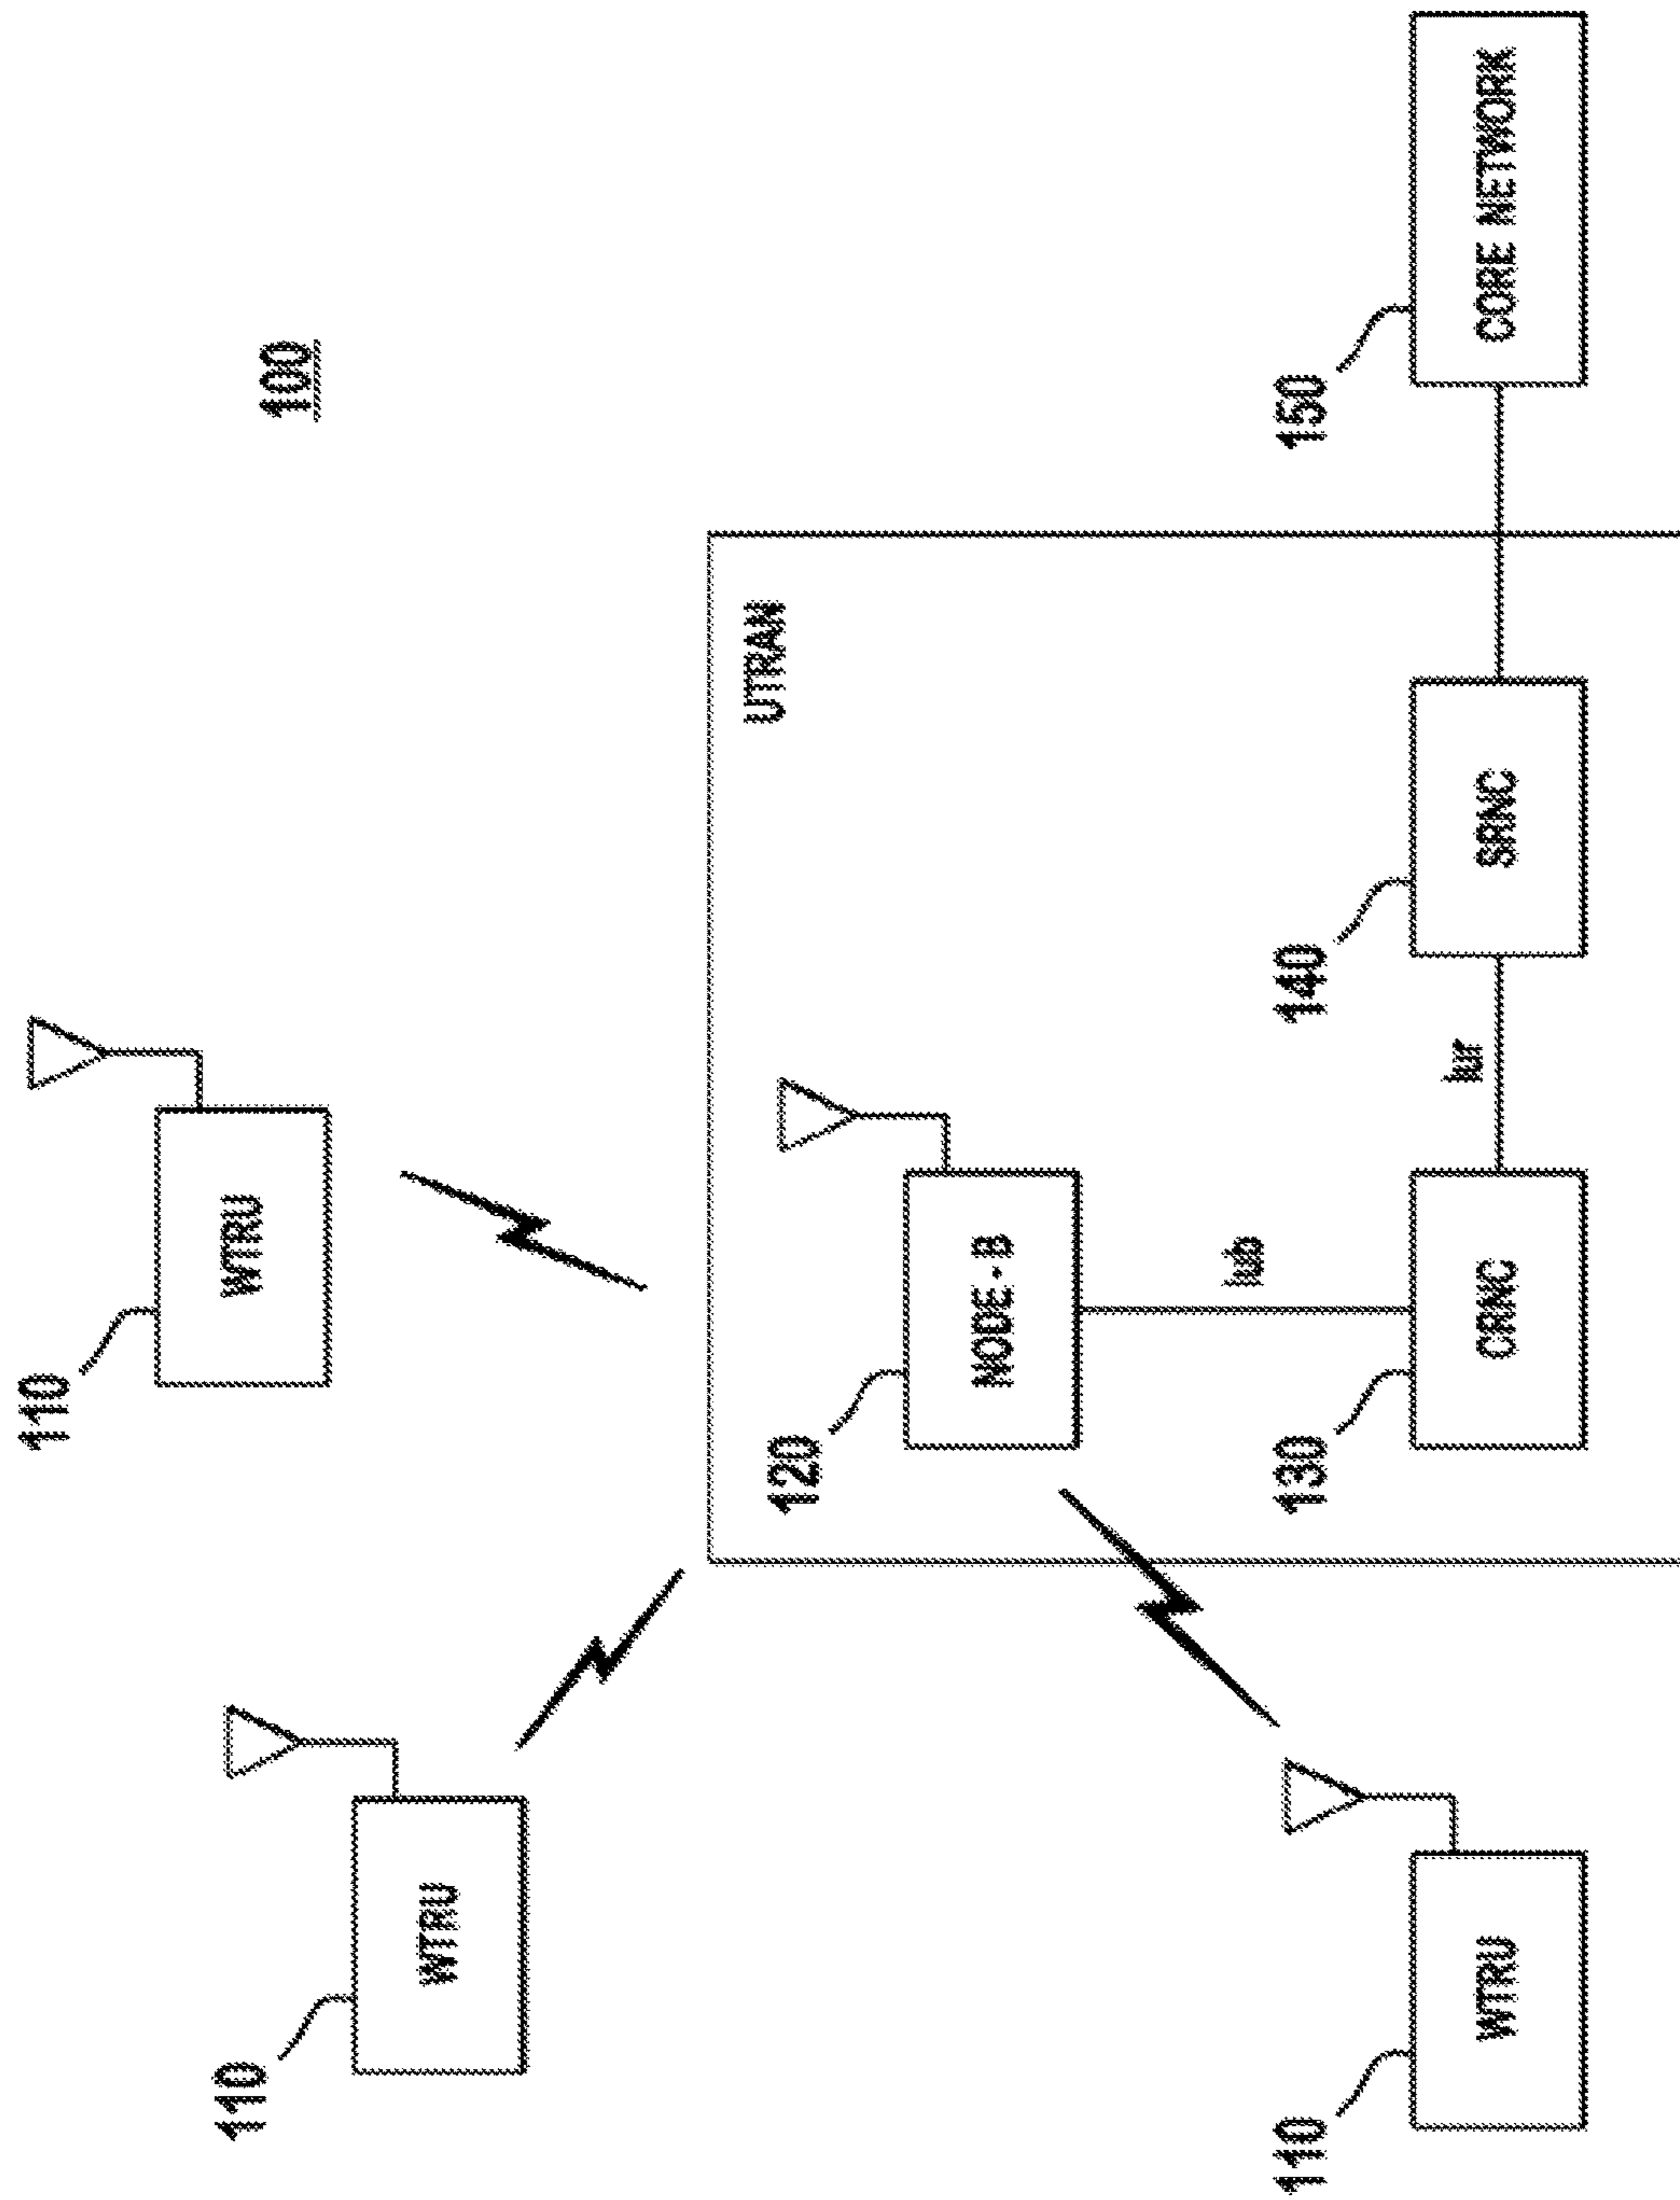 100
110
WTRU
110
WTRU
UTRAN
120
NODE - B
Iub
110
WTRU
130
CRNC
Iur
140
SRNC
150
CORE NETWORK